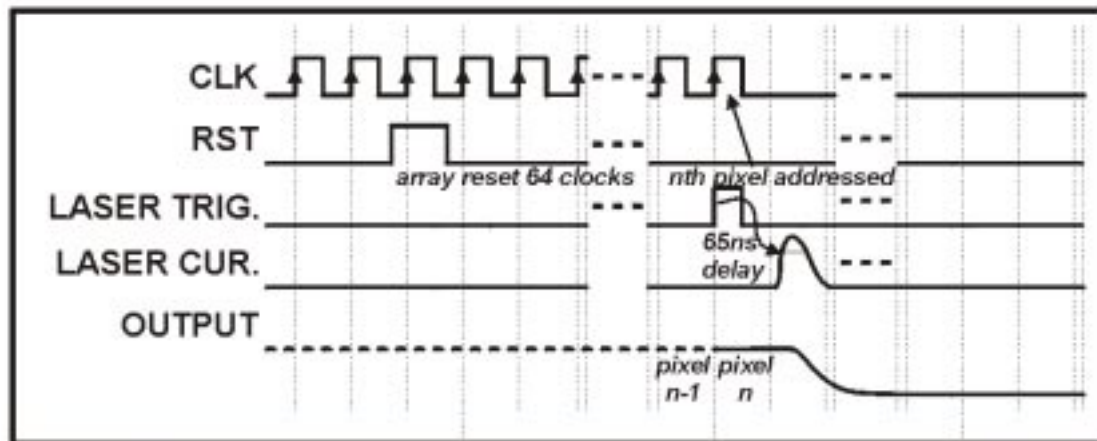 CLK
RST
array reset 64 clocks
nth pixel addressed
LASER TRIG.
65ns
delay
LASER CUR.
OUTPUT
pixel pixel
n-1 n